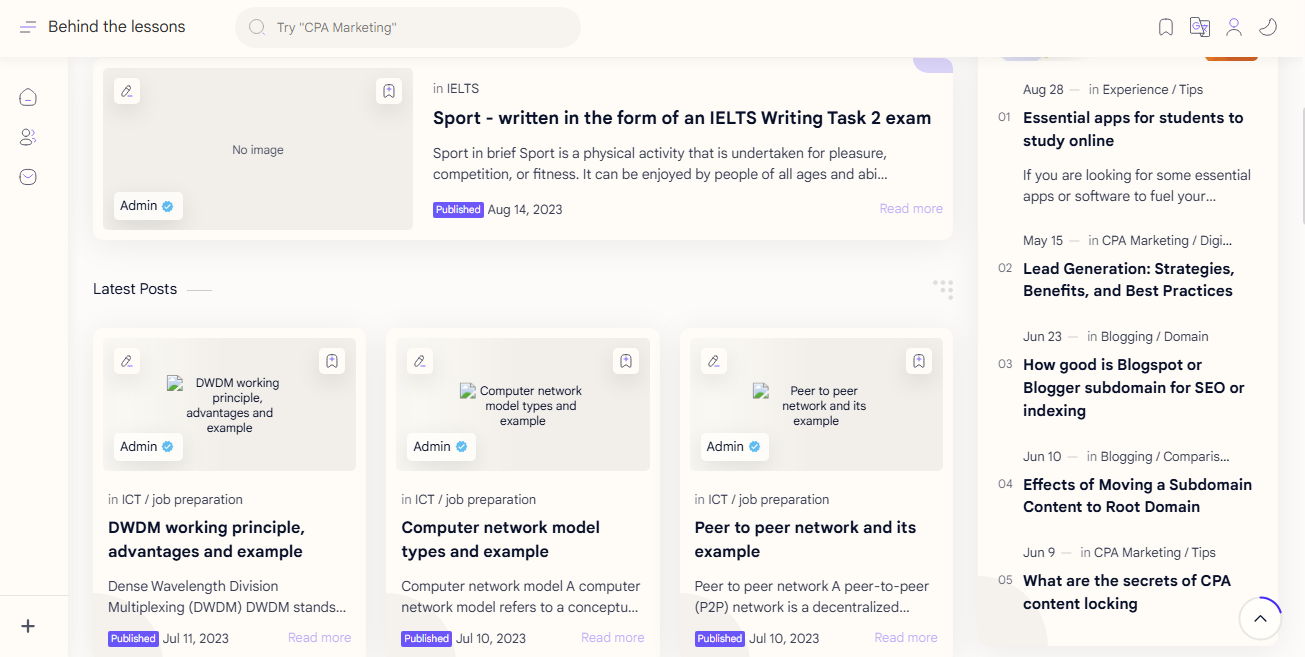 Behind the lessons
Try "CPA Marketing"
No image
Admin
in IELTS
Sport - written in the form of an IELTS Writing Task 2 exam
Sport in brief Sport is a physical activity that is undertaken for pleasure,
competition, or fitness. It can be enjoyed by people of all ages and abi...
Published Aug 14, 2023
Read more
Latest Posts
DWDM working
principle,
advantages and
example
Admin
in ICT / job preparation
DWDM working principle,
advantages and example
Dense Wavelength Division
Multiplexing (DWDM) DWDM stands...
Published Jul 11, 2023
Read more
Computer network
model types and
example
Admin
in ICT / job preparation
Computer network model
types and example
Computer network model A computer
network model refers to a conceptu...
Published Jul 10, 2023
Read more
Peer to peer
network and its
example
Admin
in ICT / job preparation
Peer to peer network and its
example
Peer to peer network A peer-to-peer
(P2P) network is a decentralized...
Published Jul 10, 2023
Read more
Aug 28 — in Experience / Tips
01 Essential apps for students to
study online
If you are looking for some essential
apps or software to fuel your...
May 15 — in CPA Marketing / Digi...
02 Lead Generation: Strategies,
Benefits, and Best Practices
Jun 23 — in Blogging / Domain
03 How good is Blogspot or
Blogger subdomain for SEO or
indexing
Jun 10 — in Blogging / Comparis...
04 Effects of Moving a Subdomain
Content to Root Domain
Jun 9 — in CPA Marketing / Tips
05 What are the secrets of CPA
content locking